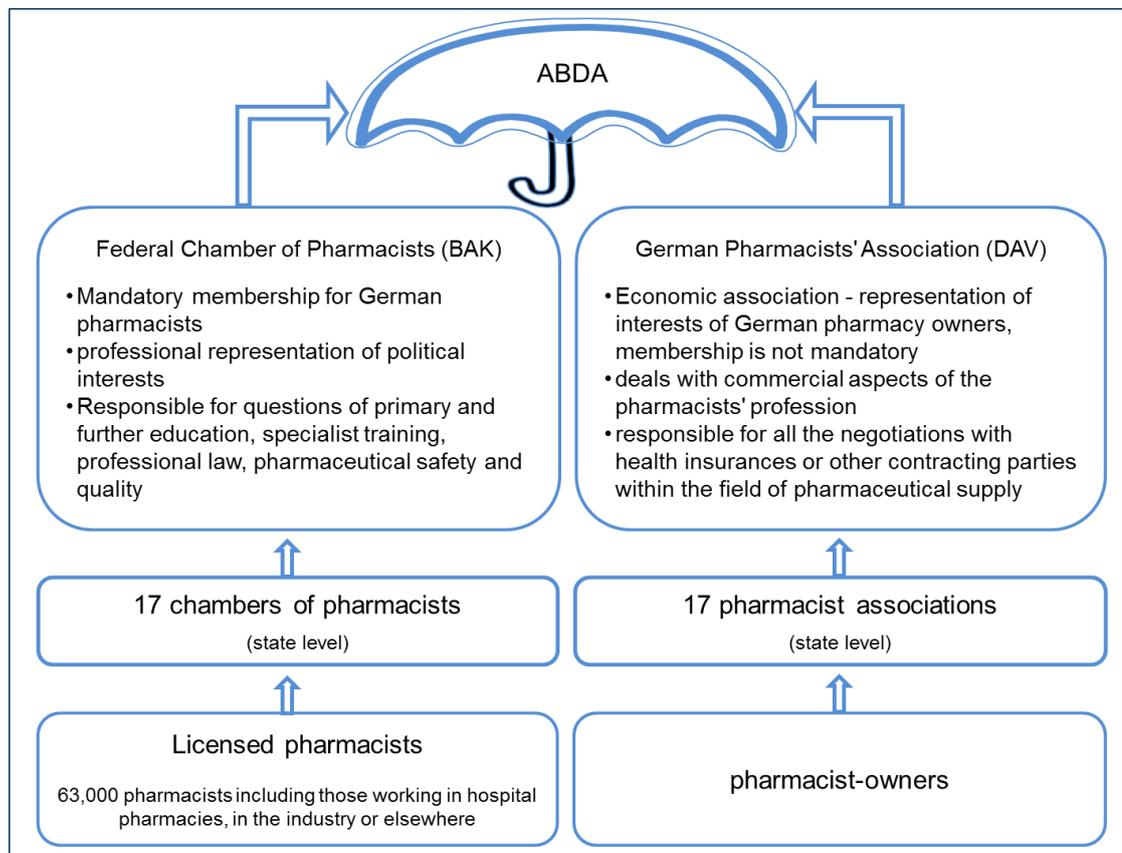 ABDA
Federal Chamber of Pharmacists (BAK)
•Mandatory membership for German
pharmacists
•professional representation of political
interests
•Responsible for questions of primary and
further education, specialist training,
professional law, pharmaceutical safety and
quality
German Pharmacists' Association (DAV)
•Economic association - representation of
interests of German pharmacy owners,
membership is not mandatory
•deals with commercial aspects of the
pharmacists' profession
•responsible for all the negotiations with
health insurances or other contracting parties
within the field of pharmaceutical supply
17 chambers of pharmacists
(state level)
17 pharmacist associations
(state level)
Licensed pharmacists
63,000 pharmacists including those working in hospital
pharmacies, in the industry or elsewhere
pharmacist-owners